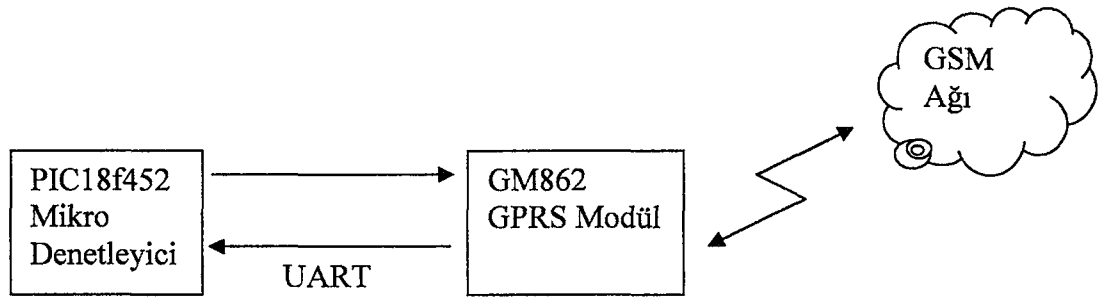 GSM
Ağı
PIC18f452
Mikro
Denetleyici
GM862
GPRS Modül
UART